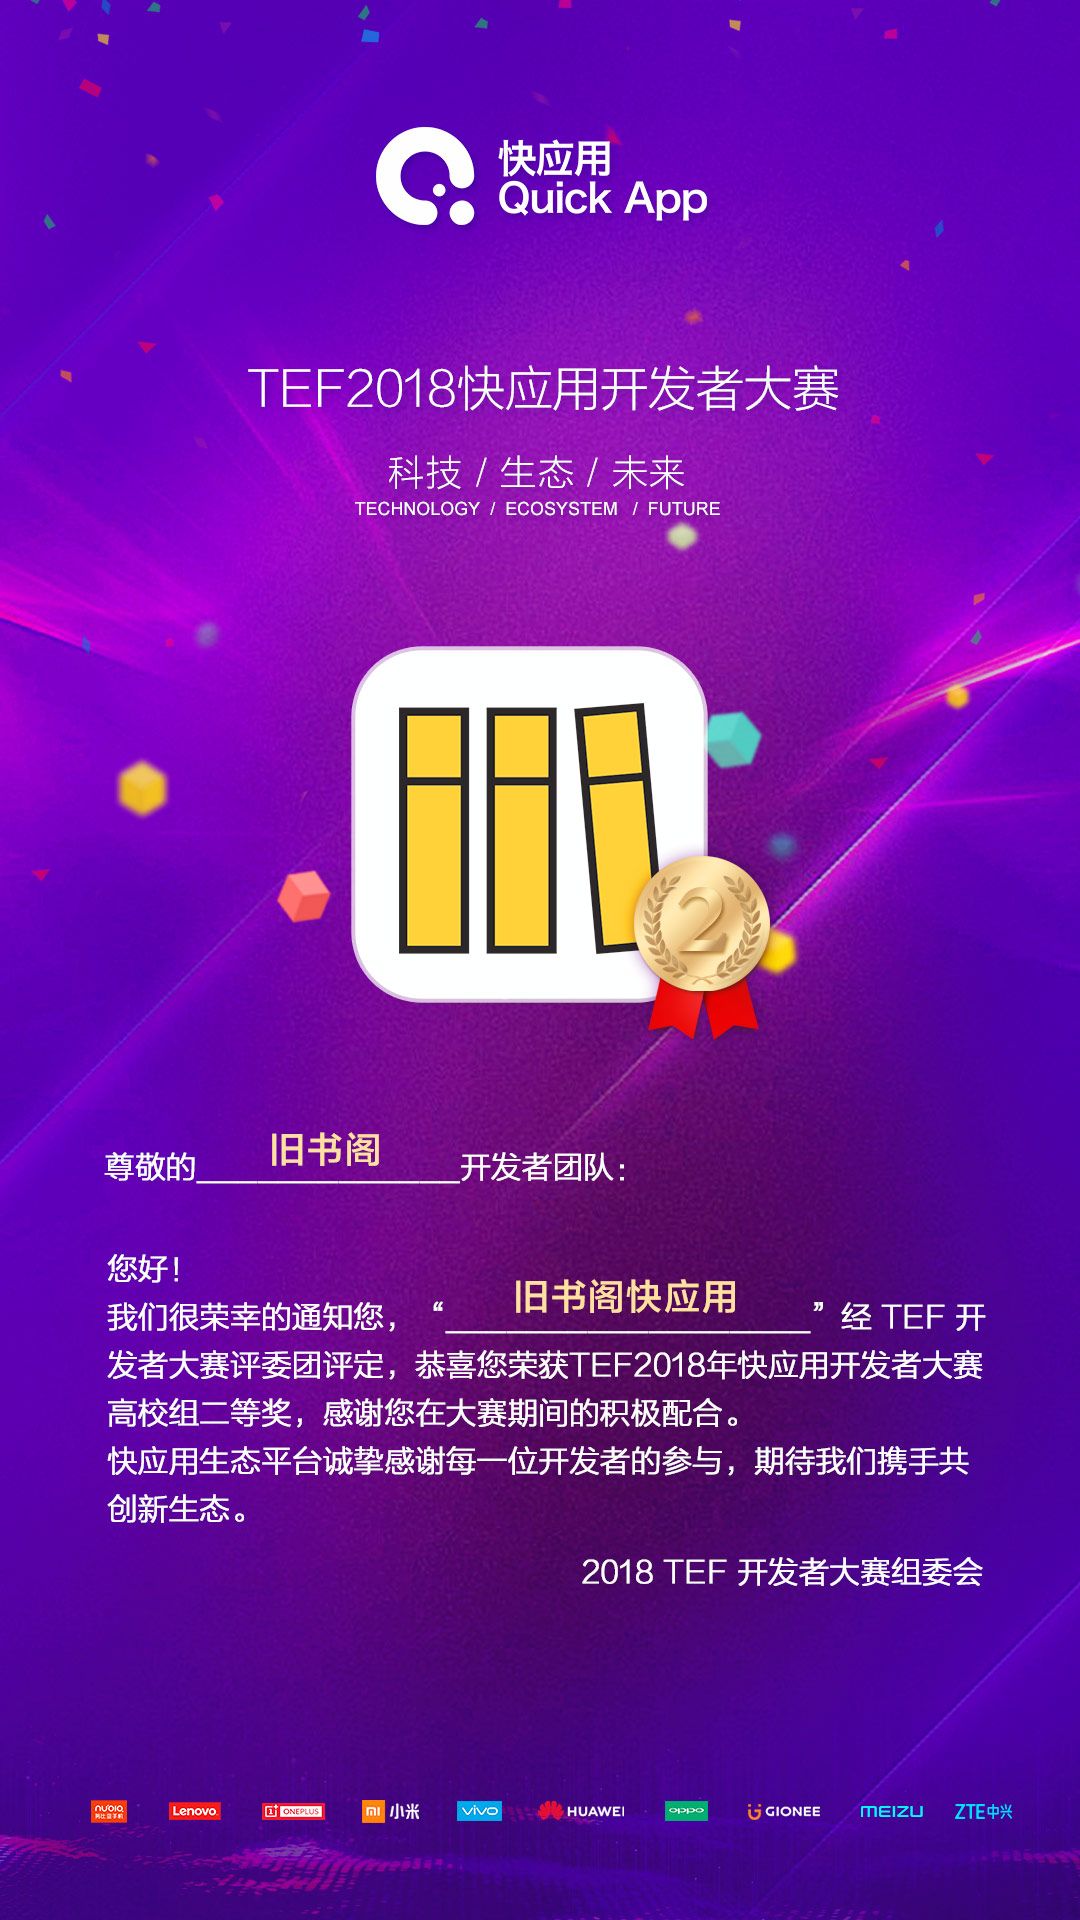 快应用
Quick App
TEF2018快应用开发者大赛
科技 / 生态 / 未来
TECHNOLOGY / ECOSYSTEM / FUTURE
2
尊敬的旧书阁开发者团队：
您好！
我们很荣幸的通知您，“旧书阁快应用”经 TEF 开
发者大赛评委团评定，恭喜您荣获TEF2018年快应用开发者大赛
高校组二等奖，感谢您在大赛期间的积极配合。
快应用生态平台诚挚感谢每一位开发者的参与，期待我们携手共
创新生态。
2018 TEF 开发者大赛组委会
nubia 努比亚手机 Lenovo 1+ ONEPLUS mi 小米 vivo HUAWEI oppo GIONEE MEIZU ZTE中兴